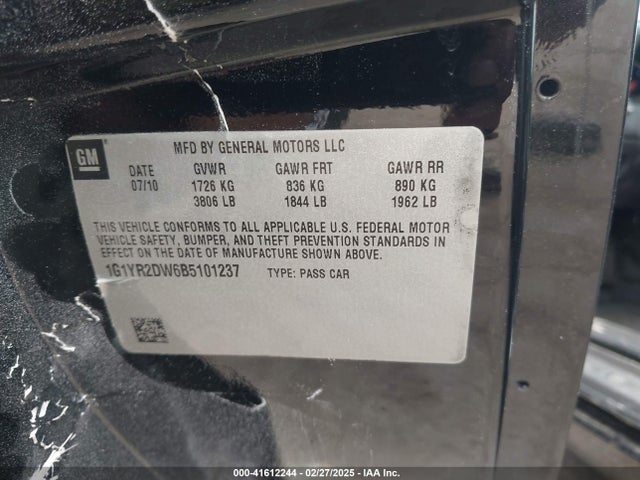 GM
MFD BY GENERAL MOTORS LLC
DATE GVWR GAWR FRT GAWR RR
07/10 1726 KG 836 KG 890 KG
3806 LB 1844 LB 1962 LB
THIS VEHICLE CONFORMS TO ALL APPLICABLE U.S. FEDERAL MOTOR
VEHICLE SAFETY, BUMPER, AND THEFT PREVENTION STANDARDS IN
EFFECT ON THE DATE OF MANUFACTURE SHOWN ABOVE.
1G1YR2DW6B5101237 TYPE: PASS CAR
000-41612244 - 02/27/2025 - IAA Inc.